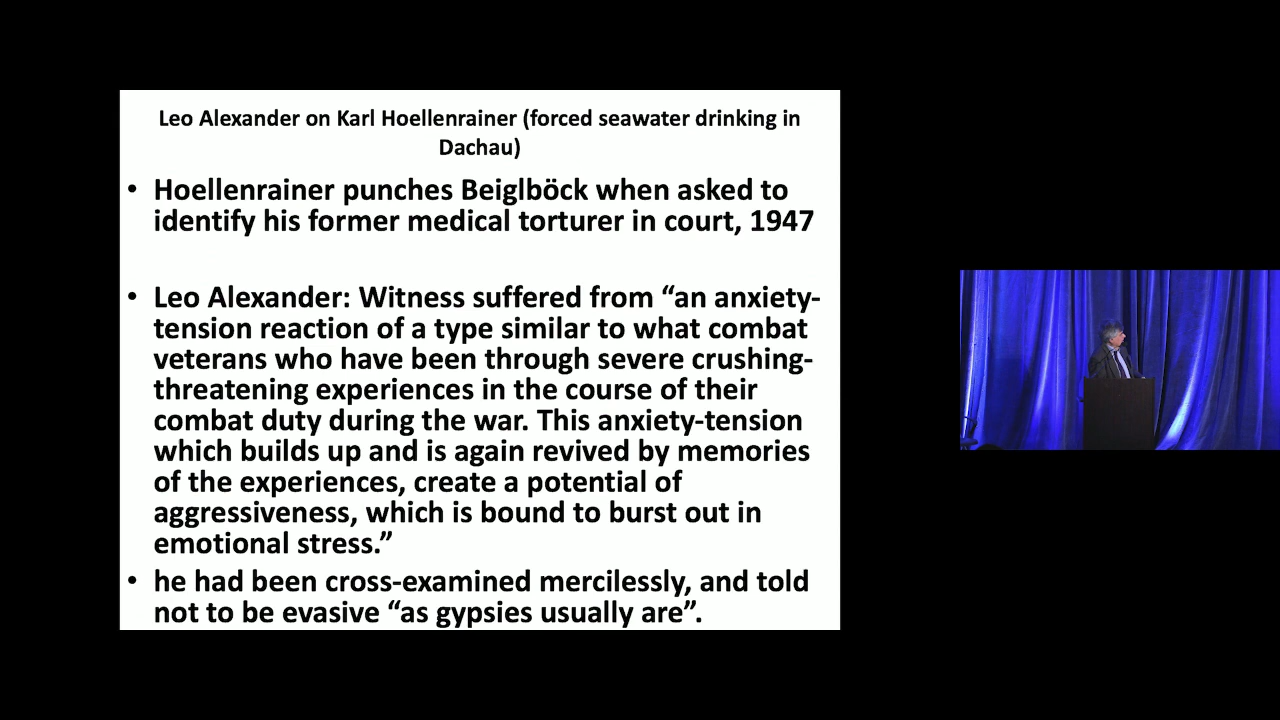 Leo Alexander on Karl Hoellenrainer (forced seawater drinking in
Dachau)
• Hoellenrainer punches Beiglböck when asked to
identify his former medical torturer in court, 1947
• Leo Alexander: Witness suffered from “an anxiety-
tension reaction of a type similar to what combat
veterans who have been through severe crushing-
threatening experiences in the course of their
combat duty during the war. This anxiety-tension
which builds up and is again revived by memories
of the experiences, create a potential of
aggressiveness, which is bound to burst out in
emotional stress.”
• he had been cross-examined mercilessly, and told
not to be evasive “as gypsies usually are”.